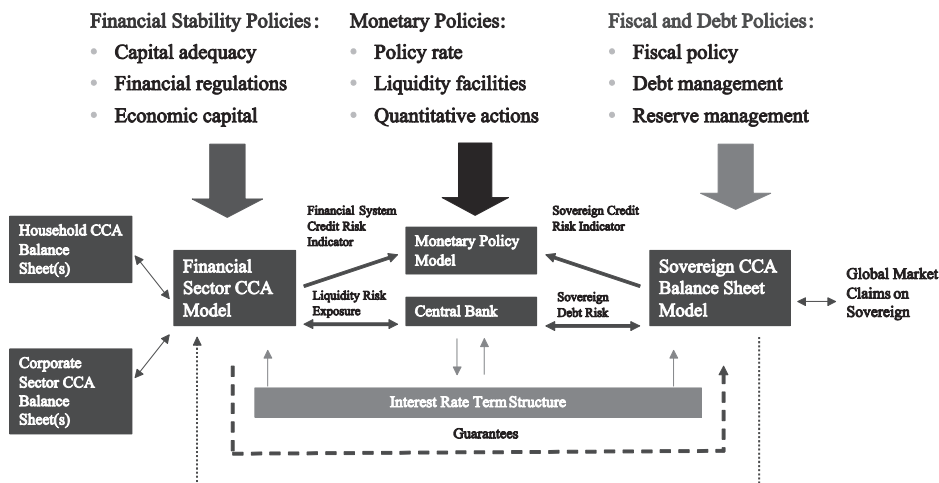 Financial Stability Policies:
• Capital adequacy
• Financial regulations
• Economic capital
Monetary Policies:
• Policy rate
• Liquidity facilities
• Quantitative actions
Fiscal and Debt Policies:
• Fiscal policy
• Debt management
• Reserve management
Household CCA
Balance
Sheet(s)
Corporate
Sector CCA
Balance
Sheet(s)
Financial
Sector CCA
Model
Financial System
Credit Risk
Indicator
Liquidity Risk
Exposure
Monetary Policy
Model
Central Bank
Sovereign Credit
Risk Indicator
Sovereign
Debt Risk
Sovereign CCA
Balance Sheet
Model
Global Market
Claims on
Sovereign
Interest Rate Term Structure
Guarantees